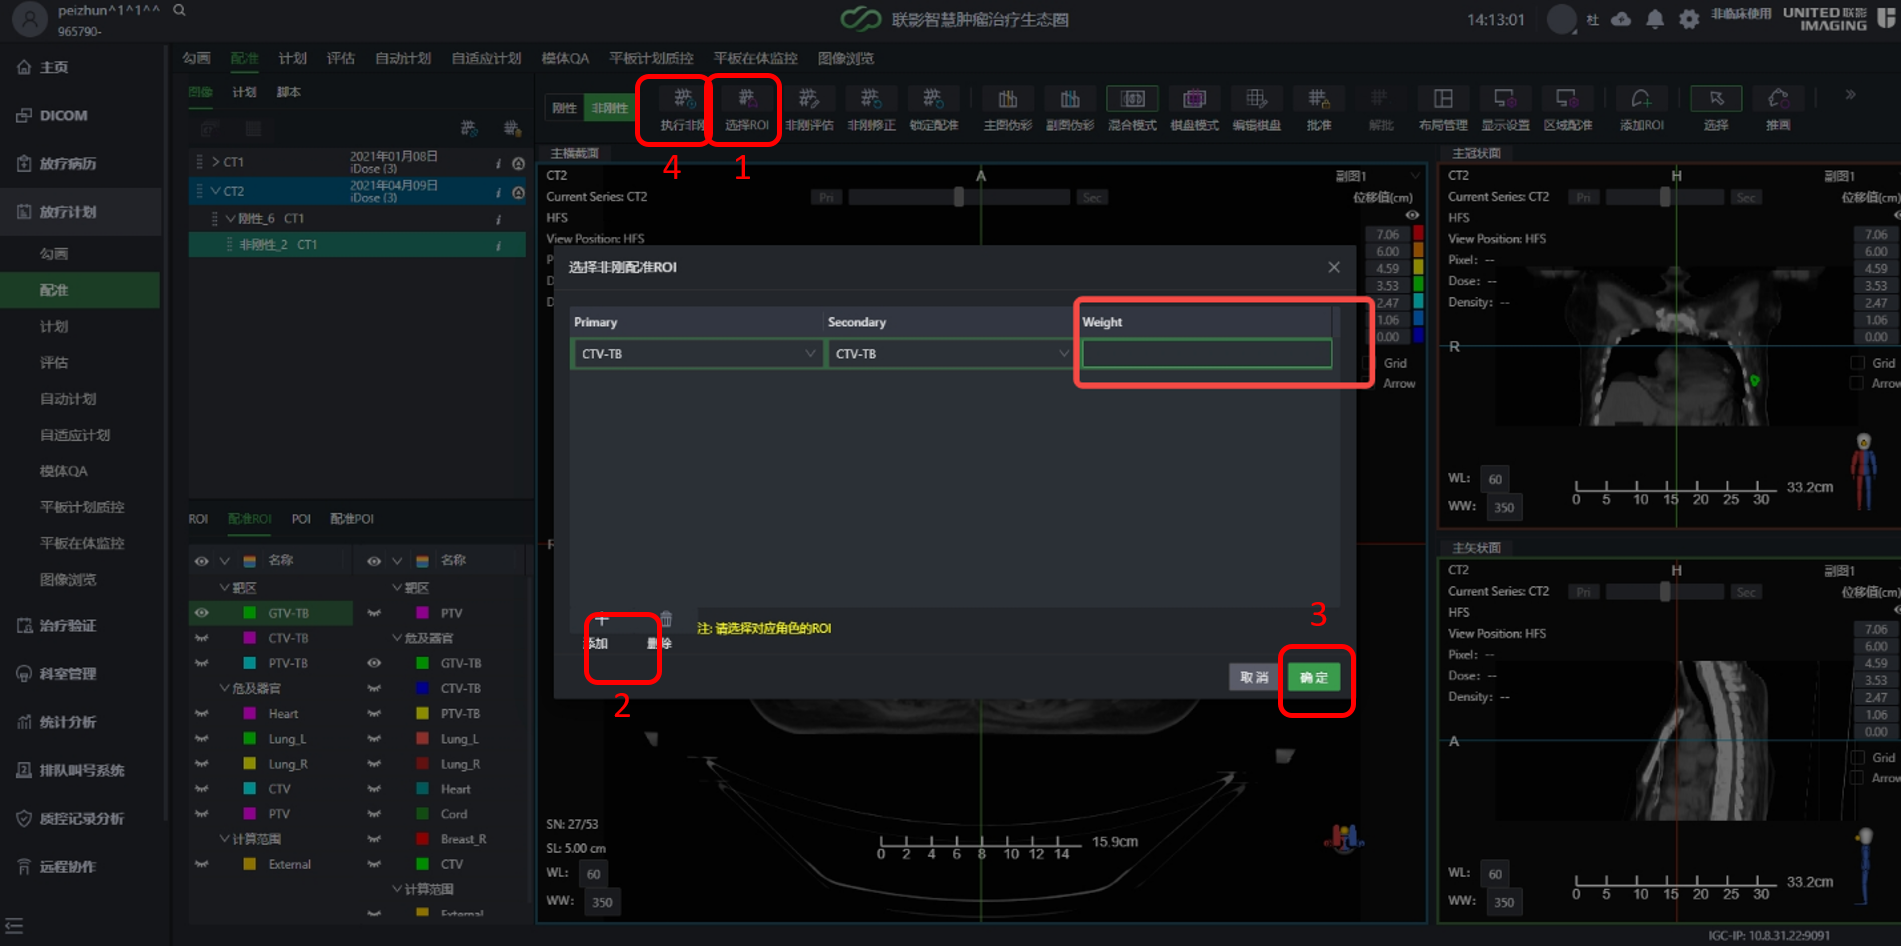 peizhun^1^1^^
965790-
联影智慧肿瘤治疗生态圈
14:13:01
杜
非临床使用
UNITED 联影
IMAGING
主页
DICOM
放疗病历
放疗计划
勾画
配准
计划
评估
自动计划
自适应计划
模体QA
平板计划质控
平板在体监控
图像浏览
治疗验证
科室管理
统计分析
排队叫号系统
质控记录分析
远程协作
勾画 配准 计划 评估 自动计划 自适应计划 模体QA 平板计划质控 平板在体监控 图像浏览
图像 计划 脚本
CT1 2021年01月08日
iDose (3)
CT2 2021年04月09日
iDose (3)
刚性_6 CT1
非刚性_2 CT1
刚性 非刚性
执行非刚 选择ROI 非刚评估 非刚修正 锁定配准 主图伪彩 副图伪彩 混合模式 棋盘模式 编辑棋盘 批准 解批 布局管理 显示设置 区域配准 添加ROI 选择 推画
4 1
主横截面
CT2
Current Series: CT2
HFS
View Position: HFS
A
副图1
Pri Sec
位移值(cm)
7.06
6.00
4.59
3.53
2.47
1.06
0.00
Grid
Arrow
选择非刚配准ROI
Primary Secondary Weight
CTV-TB CTV-TB
添加 删除
注: 请选择对应角色的ROI
取消 确定
2
3
SN: 27/53
SL: 5.00 cm
WL: 60
WW: 350
0 2 4 6 8 10 12 14 15.9cm
ROI 配准ROI POI 配准POI
名称 名称
靶区 靶区
GTV-TB PTV
CTV-TB 危及器官
PTV-TB GTV-TB
危及器官 CTV-TB
Heart PTV-TB
Lung_L Lung_L
Lung_R Lung_R
CTV Heart
PTV Cord
计算范围 Breast_R
External CTV
计算范围
External
主冠状面
CT2
Current Series: CT2
HFS
View Position: HFS
Pixel: --
Dose: --
Density: --
H
副图1
Pri Sec
位移值(cm)
7.06
6.00
4.59
3.53
2.47
1.06
0.00
Grid
Arrow
R
WL: 60
WW: 350
0 5 10 15 20 25 30 33.2cm
主矢状面
CT2
Current Series: CT2
HFS
View Position: HFS
Pixel: --
Dose: --
Density: --
H
副图1
Pri Sec
位移值(cm)
7.06
6.00
4.59
3.53
2.47
1.06
0.00
Grid
Arrow
A
WL: 60
WW: 350
0 5 10 15 20 25 30 33.2cm
IGC-IP: 10.8.31.22:9091